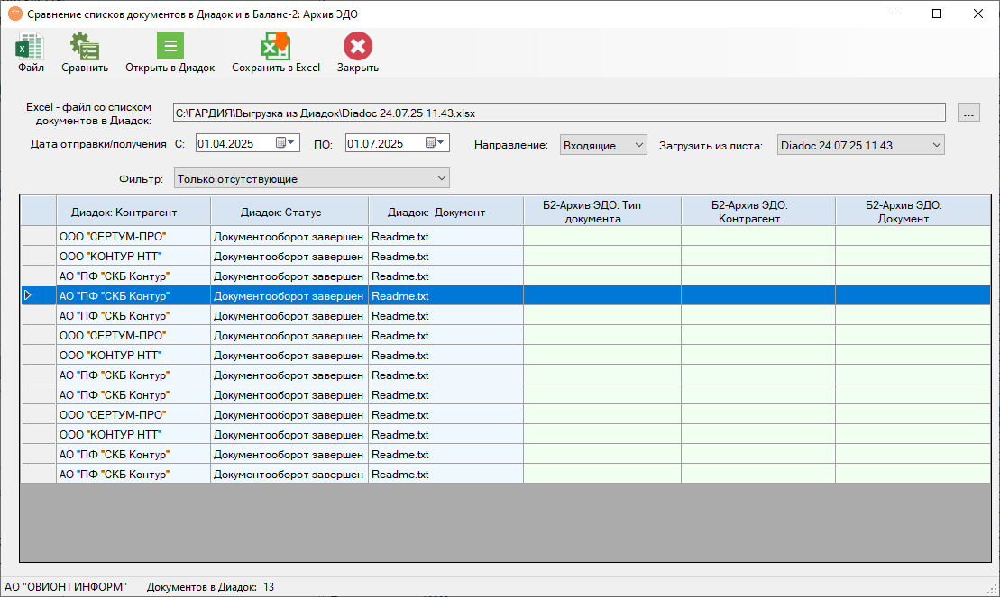 Сравнение списков документов в Диадок и в Баланс-2: Архив ЭДО
Файл Сравнить Открыть в Диадок Сохранить в Excel Закрыть
Excel - файл со списком
документов в Диадок:
C:\ГАРДИЯ\Выгрузка из Диадок\Diadoc 24.07.25 11.43.xlsx ...
Дата отправки/получения С: 01.04.2025 ПО: 01.07.2025 Направление: Входящие Загрузить из листа: Diadoc 24.07.25 11.43
Фильтр: Только отсутствующие
Диадок: Контрагент Диадок: Статус Диадок: Документ Б2-Архив ЭДО: Тип документа Б2-Архив ЭДО: Контрагент Б2-Архив ЭДО: Документ
ООО "СЕРТУМ-ПРО" Документооборот завершен Readme.txt
ООО "КОНТУР НТТ" Документооборот завершен Readme.txt
АО "ПФ "СКБ Контур" Документооборот завершен Readme.txt
АО "ПФ "СКБ Контур" Документооборот завершен Readme.txt
АО "ПФ "СКБ Контур" Документооборот завершен Readme.txt
ООО "СЕРТУМ-ПРО" Документооборот завершен Readme.txt
ООО "КОНТУР НТТ" Документооборот завершен Readme.txt
АО "ПФ "СКБ Контур" Документооборот завершен Readme.txt
АО "ПФ "СКБ Контур" Документооборот завершен Readme.txt
ООО "СЕРТУМ-ПРО" Документооборот завершен Readme.txt
ООО "КОНТУР НТТ" Документооборот завершен Readme.txt
АО "ПФ "СКБ Контур" Документооборот завершен Readme.txt
АО "ПФ "СКБ Контур" Документооборот завершен Readme.txt
АО "ОВИОНТ ИНФОРМ" Документов в Диадок: 13